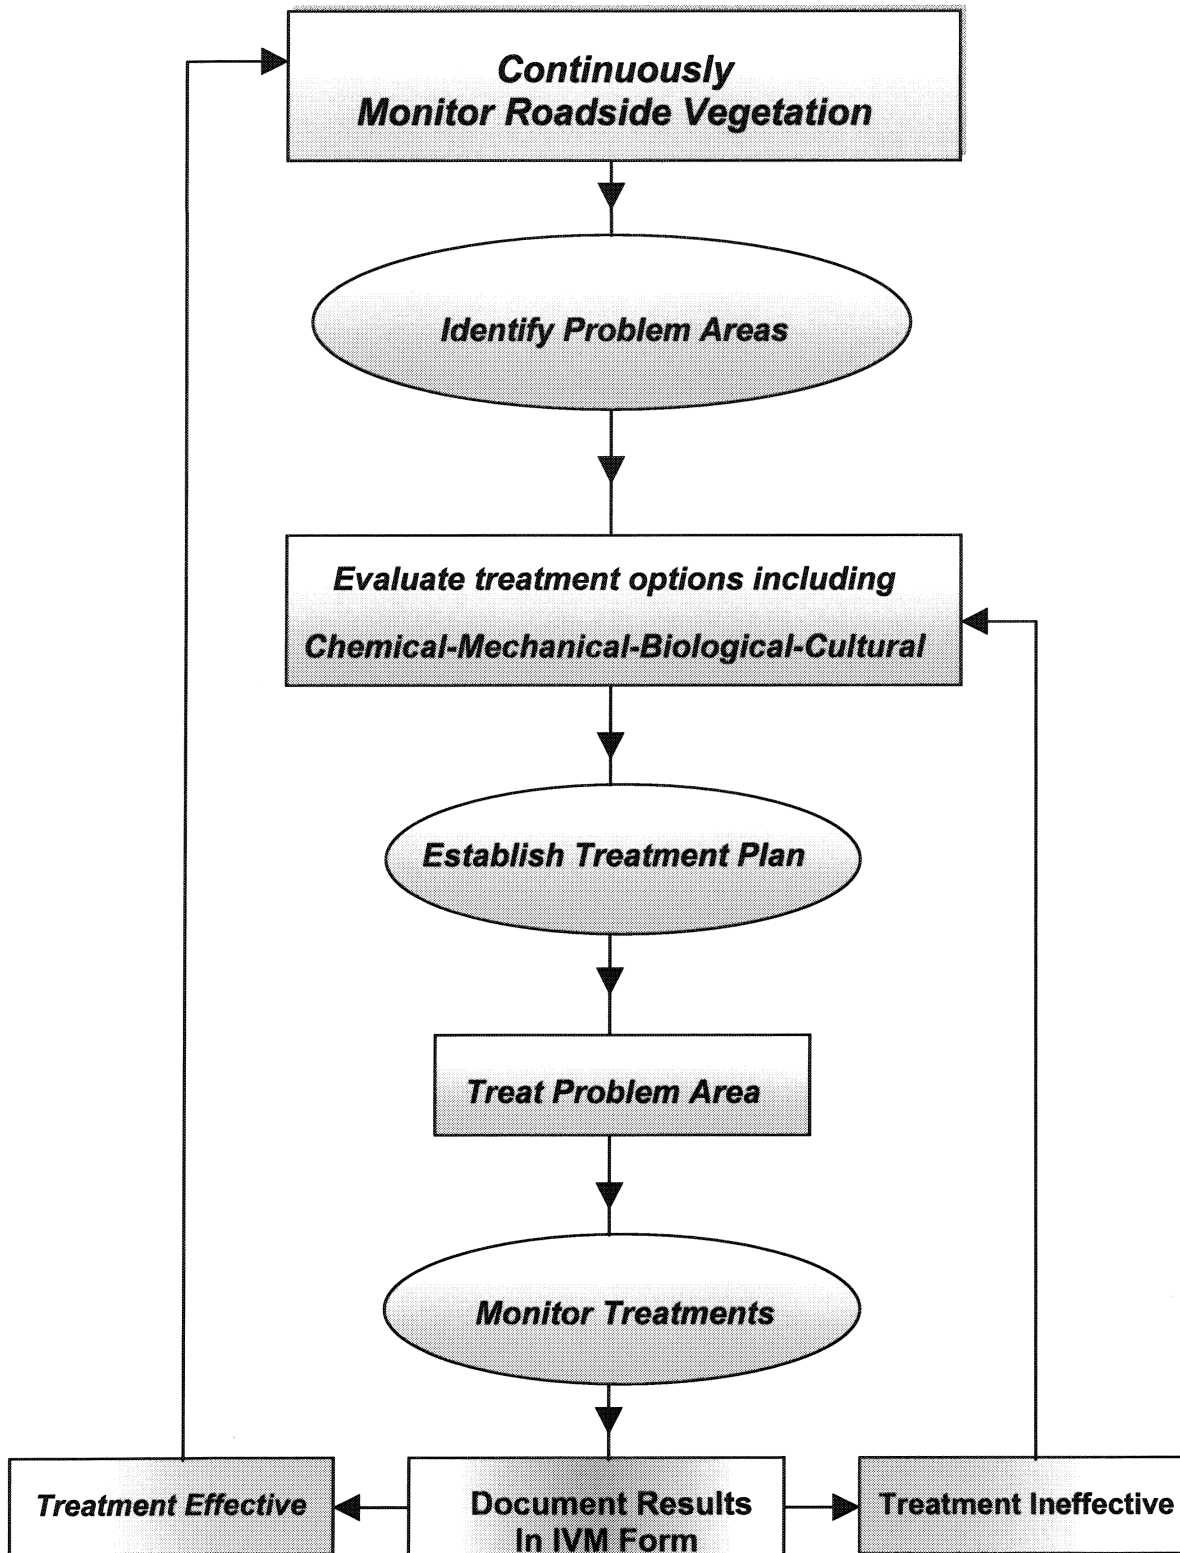 Continuously
Monitor Roadside Vegetation
Identify Problem Areas
Evaluate treatment options including
Chemical-Mechanical-Biological-Cultural
Establish Treatment Plan
Treat Problem Area
Monitor Treatments
Treatment Effective
Document Results
In IVM Form
Treatment Ineffective